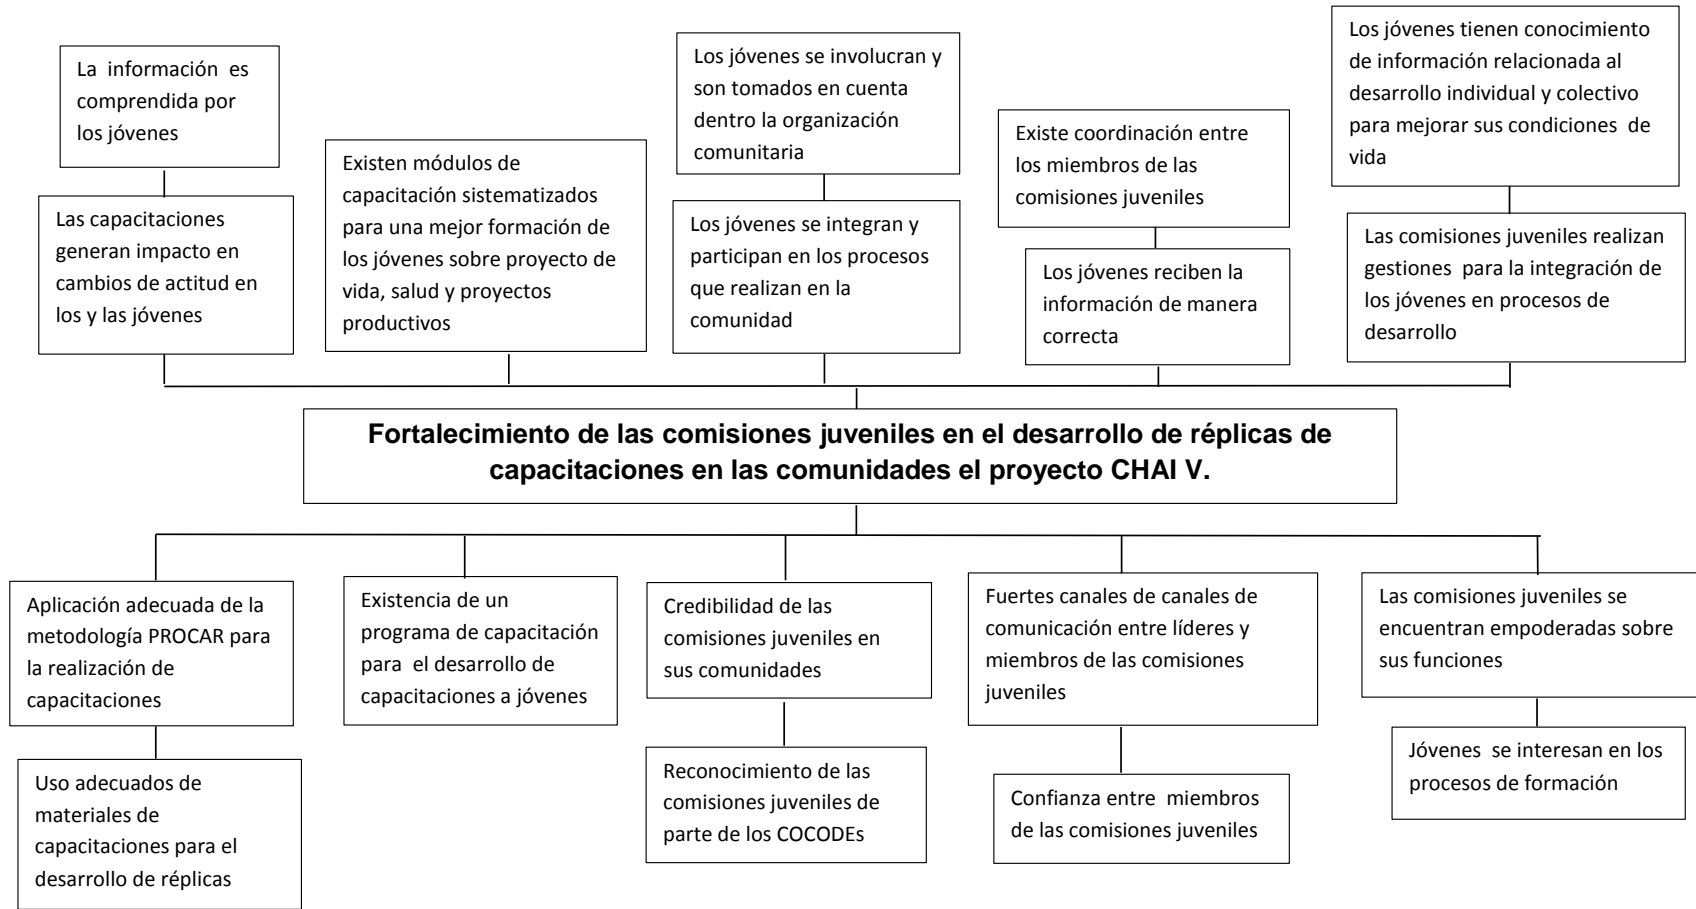 La información es
comprendida por
los jóvenes
Las capacitaciones
generan impacto en
cambios de actitud en
los y las jóvenes
Existen módulos de
capacitación sistematizados
para una mejor formación de
los jóvenes sobre proyecto de
vida, salud y proyectos
productivos
Los jóvenes se involucran y
son tomados en cuenta
dentro la organización
comunitaria
Los jóvenes se integran y
participan en los procesos
que realizan en la
comunidad
Existe coordinación entre
los miembros de las
comisiones juveniles
Los jóvenes reciben la
información de manera
correcta
Los jóvenes tienen conocimiento
de información relacionada al
desarrollo individual y colectivo
para mejorar sus condiciones de
vida
Las comisiones juveniles realizan
gestiones para la integración de
los jóvenes en procesos de
desarrollo
Fortalecimiento de las comisiones juveniles en el desarrollo de réplicas de
capacitaciones en las comunidades el proyecto CHAI V.
Aplicación adecuada de la
metodología PROCAR para
la realización de
capacitaciones
Uso adecuados de
materiales de
capacitaciones para el
desarrollo de réplicas
Existencia de un
programa de capacitación
para el desarrollo de
capacitaciones a jóvenes
Credibilidad de las
comisiones juveniles en
sus comunidades
Reconocimiento de las
comisiones juveniles de
parte de los COCODEs
Fuertes canales de canales de
comunicación entre líderes y
miembros de las comisiones
juveniles
Confianza entre miembros
de las comisiones juveniles
Las comisiones juveniles se
encuentran empoderadas sobre
sus funciones
Jóvenes se interesan en los
procesos de formación